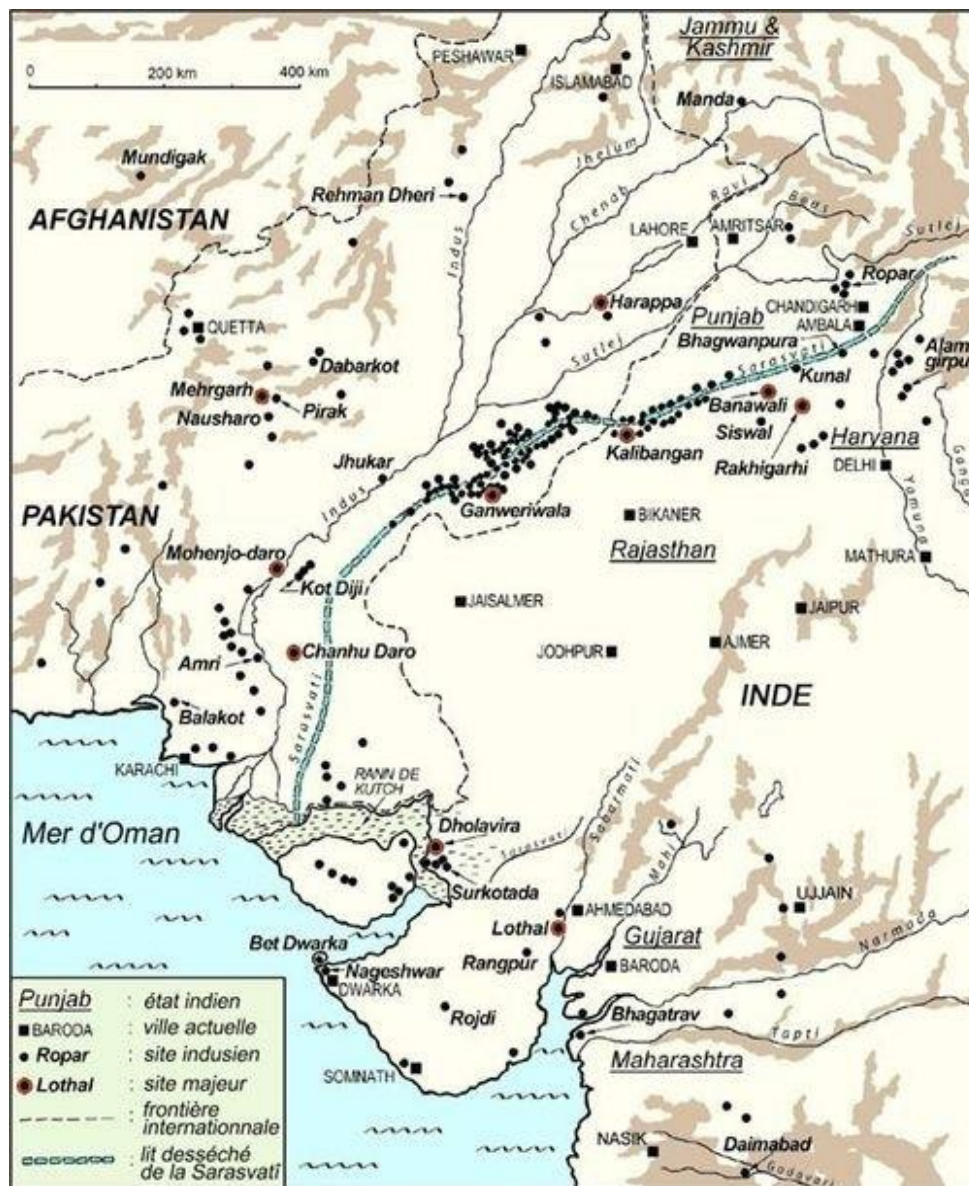 Jammu &
Kashmir
PESHAWAR
ISLAMABAD
0 200 km 400 km
Manda
Mundigak
Jhelum
Rehman Dheri
Chenab
Ravi
Beas
AFGHANISTAN
Indus
LAHORE
AMRITSAR
Sutlej
Ropar
Harappa
CHANDIGARH
Punjab
AMBALA
QUETTA
Sutlej
Bhagwanpura
Alam
girpur
Dabarkot
Sarasvati
Kunal
Mehrgarh
Pirak
Banawali
Nausharo
Siswal
Haryana
Kalibangan
Rakhigarhi
DELHI
Jhukar
Ganga
Indus
Ganweriwala
Yamuna
PAKISTAN
BIKANER
Mohenjo-daro
Rajasthan
MATHURA
Kot Diji
JAISALMER
JAIPUR
Chanhu Daro
JODHPUR
AJMER
Amri
INDE
Balakot
Sarasvati
KARACHI
RANN DE
KUTCH
Sabarmati
Mer d'Oman
Dholavira
Sarasvati
Mahi
Surkotada
UJJAIN
AHMEDABAD
Lothal
Narmada
Bet Dwarka
Gujarat
Rangpur
Nageshwar
BARODA
DWARKA
Rojdi
Bhagatrav
Tapti
Maharashtra
SOMNATH
NASIK
Daimabad
Godavari
Punjab : état indien
BARODA : ville actuelle
Ropar : site indusien
Lothal : site majeur
: frontière
internationnale
: lit desséché
de la Sarasvatî